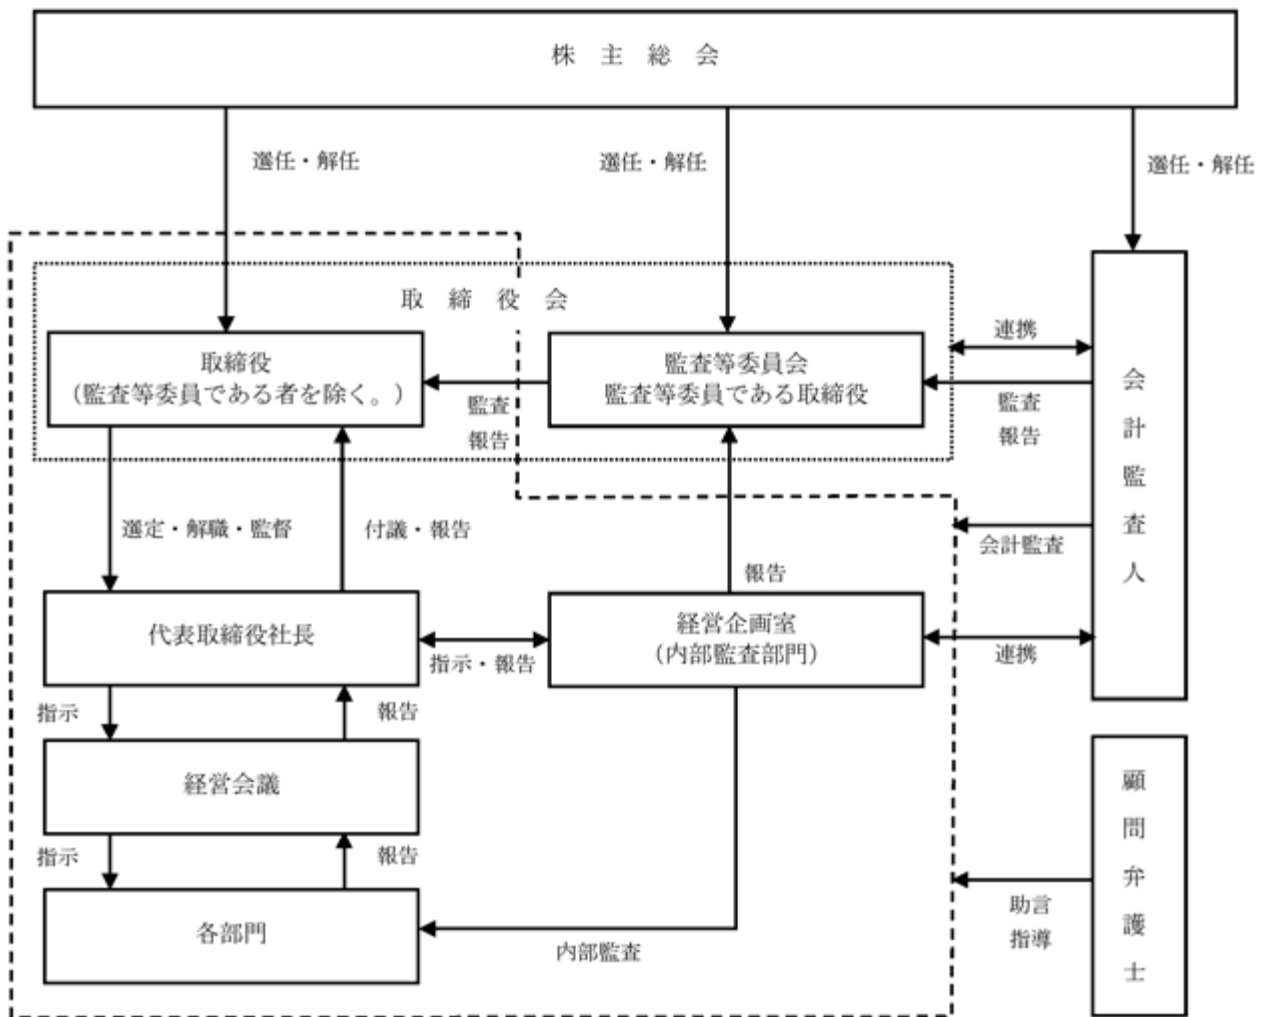 株主総会
選任・解任
選任・解任
選任・解任
取締役会
取締役
（監査等委員である者を除く。）
監査等委員会
監査等委員である取締役
監査
報告
連携
監査
報告
会計監査人
選定・解職・監督
付議・報告
会計監査
報告
代表取締役社長
指示・報告
経営企画室
（内部監査部門）
連携
指示
報告
経営会議
指示
報告
各部門
内部監査
顧問弁護士
助言
指導